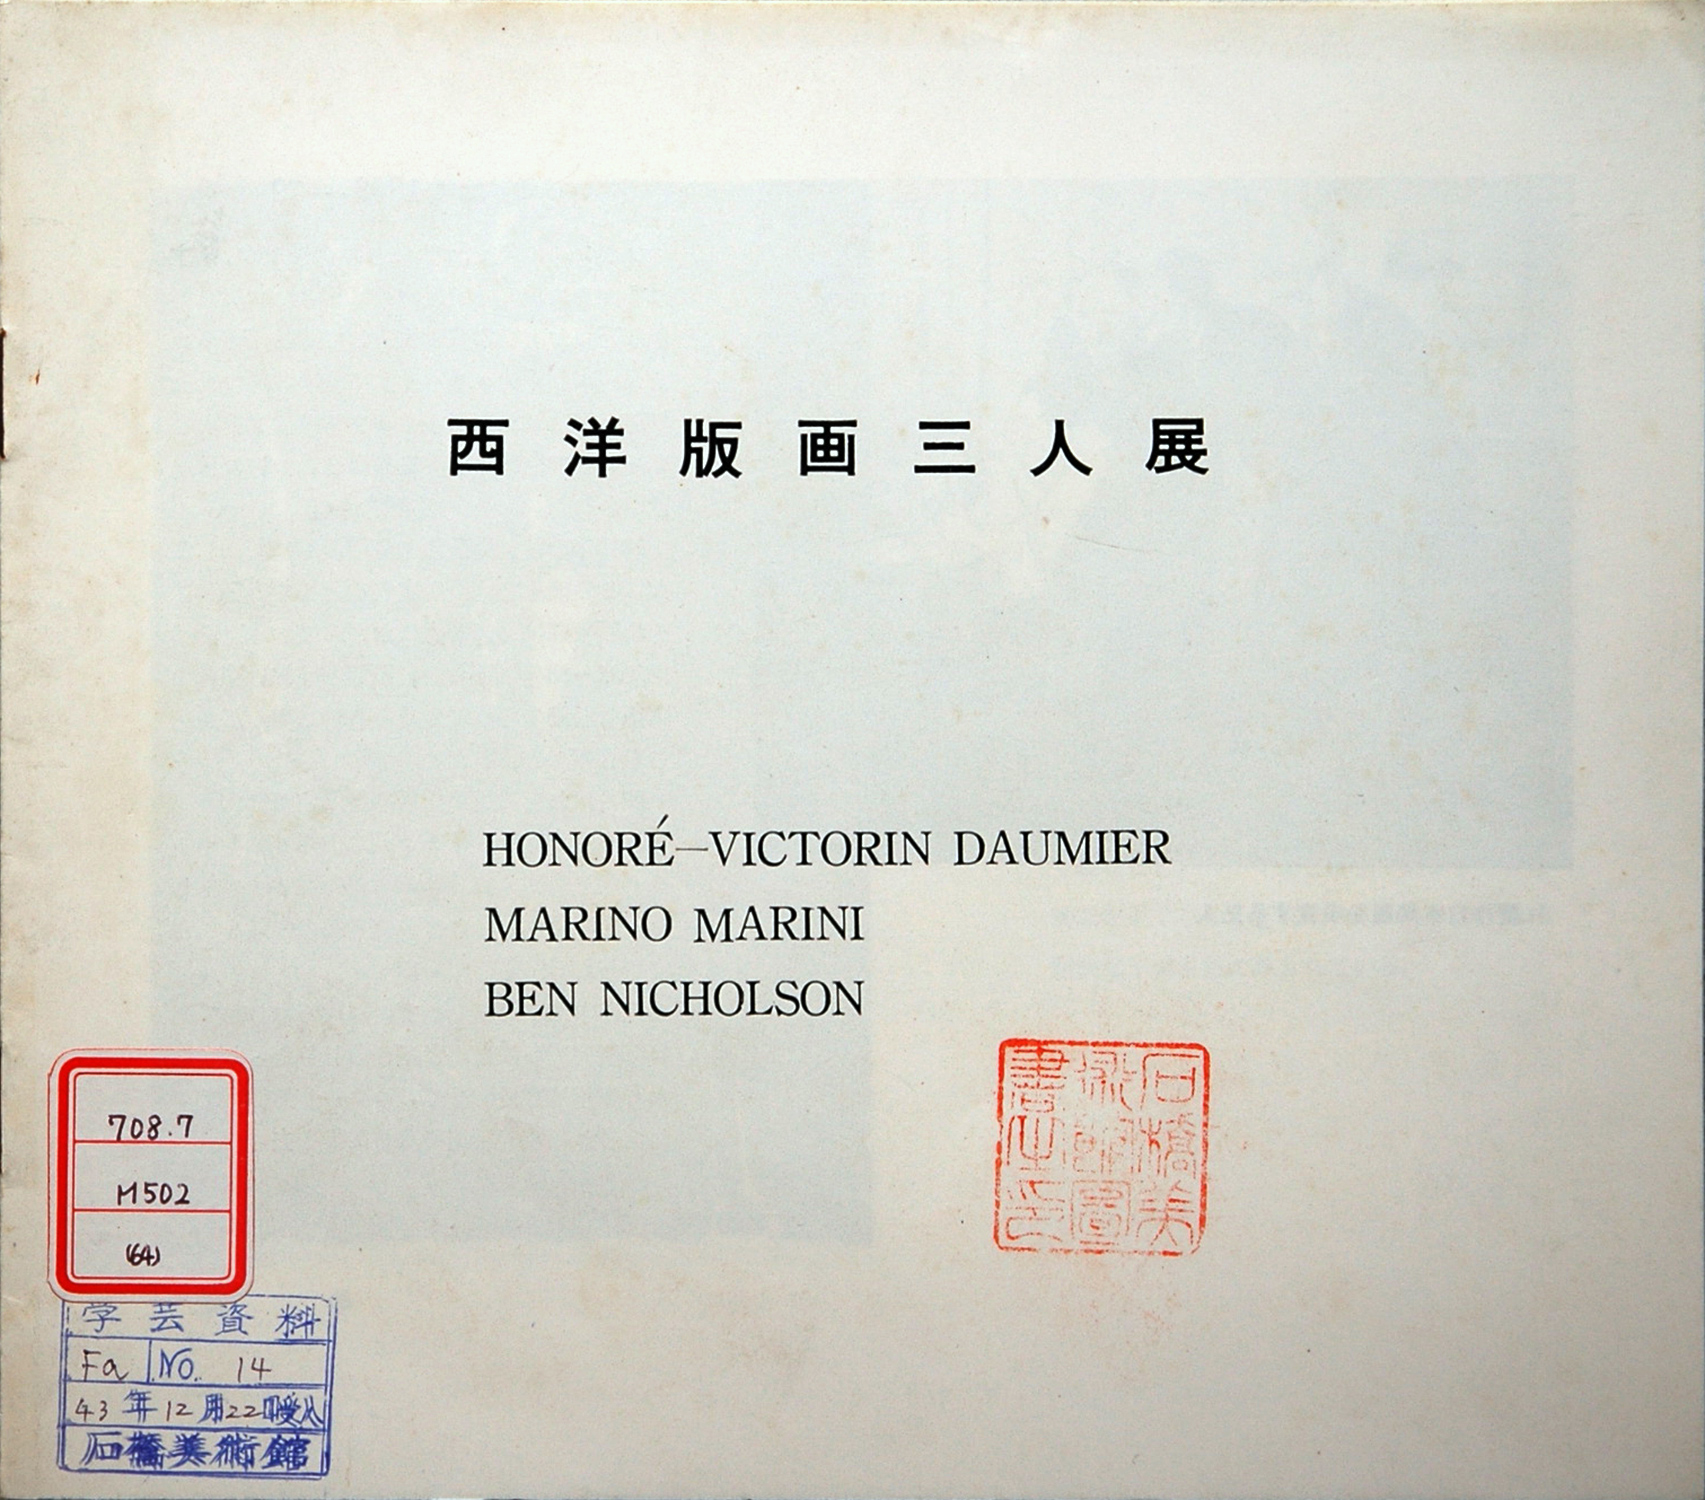 西洋版画三人展
HONORÉ—VICTORIN DAUMIER
MARINO MARINI
BEN NICHOLSON
石橋美術館圖書之印
708.7
M502
(64)
学芸資料
Fa No. 14
43年12月22日受入
石橋美術館